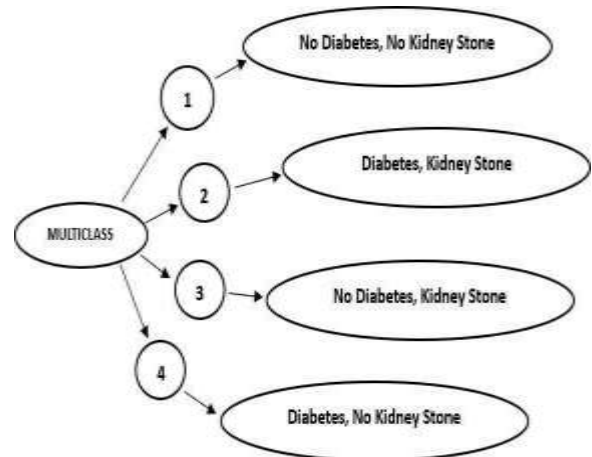 No Diabetes, No Kidney Stone
1
Diabetes, Kidney Stone
2
MULTICLASS
3
No Diabetes, Kidney Stone
4
Diabetes, No Kidney Stone